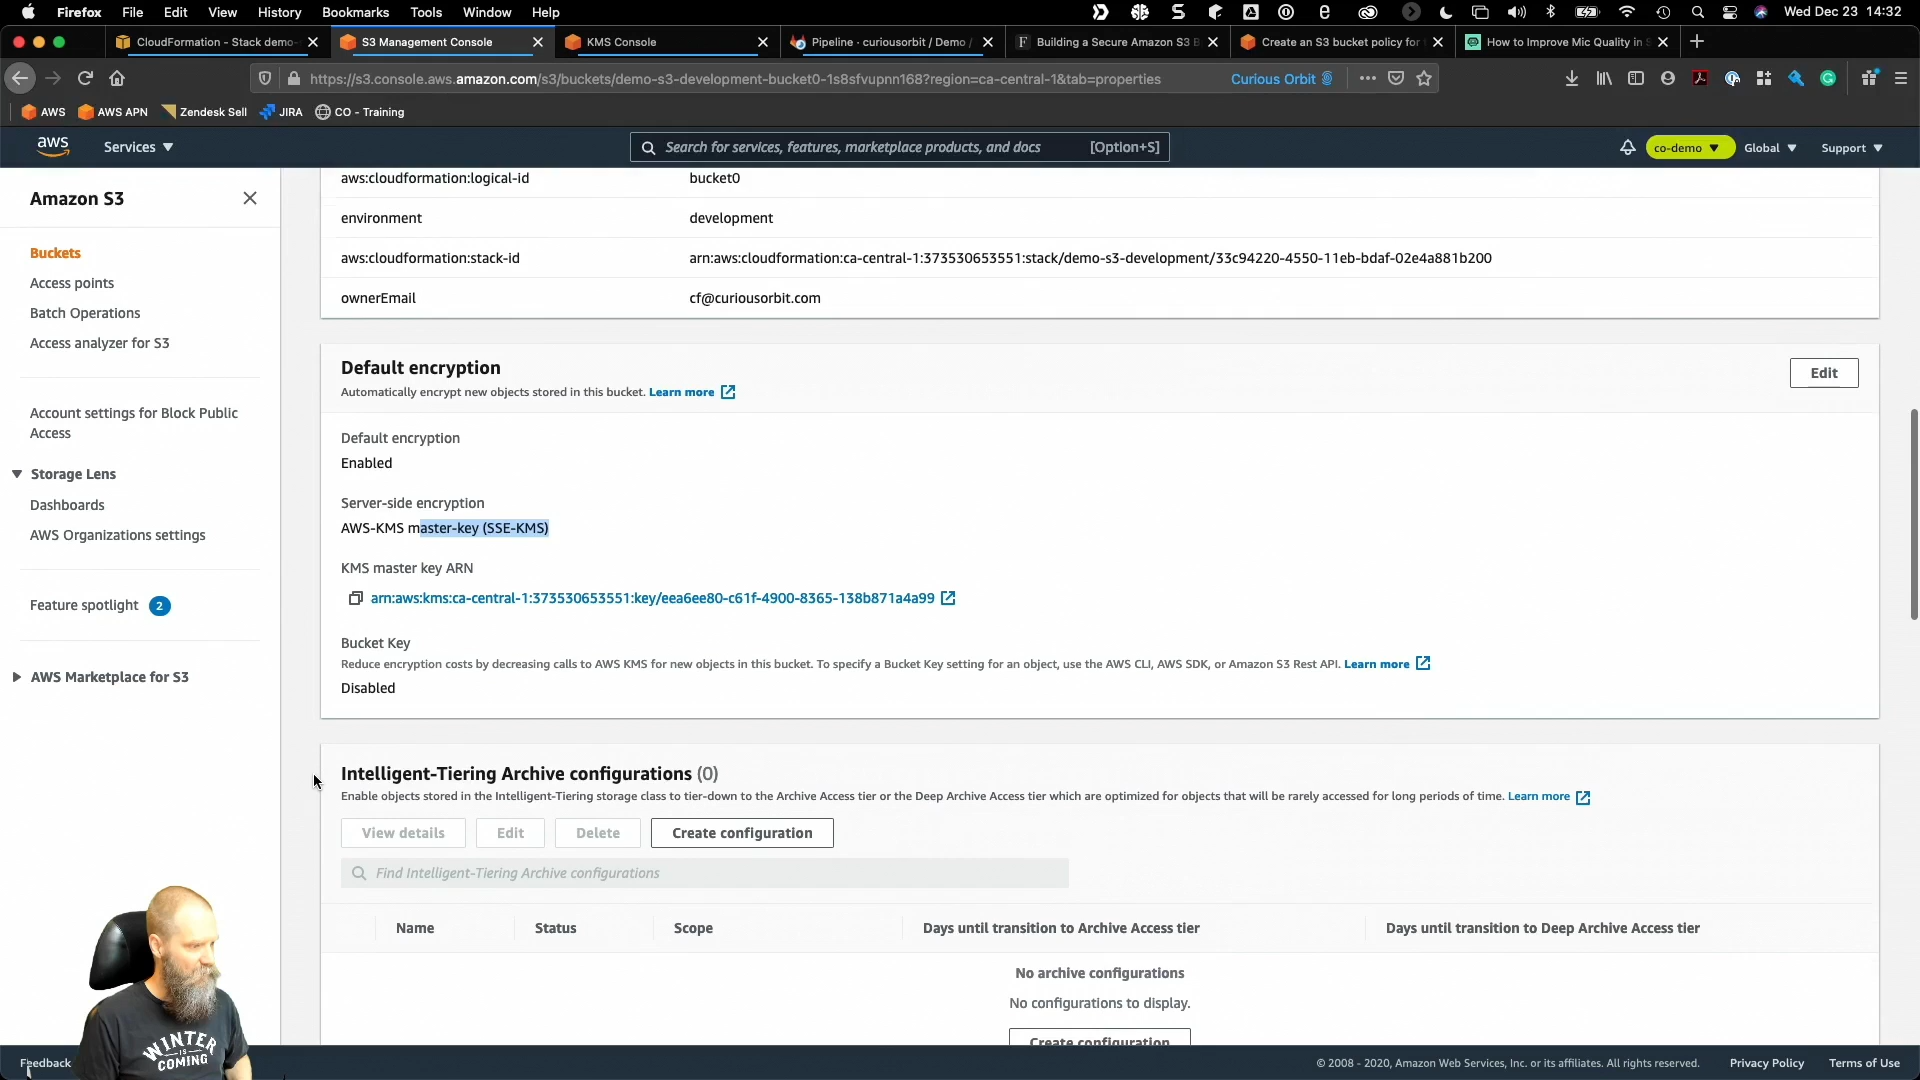 Firefox File Edit View History Bookmarks Tools Window Help Wed Dec 23 14:32
CloudFormation - Stack demo- S3 Management Console KMS Console Pipeline · curiousorbit / Demo / Building a Secure Amazon S3 B Create an S3 bucket policy for How to Improve Mic Quality in S
https://s3.console.aws.amazon.com/s3/buckets/demo-s3-development-bucket0-1s8sfvupnn168?region=ca-central-1&tab=properties Curious Orbit
AWS AWS APN Zendesk Sell JIRA CO - Training
aws Services Search for services, features, marketplace products, and docs [Option+S] co-demo Global Support
Amazon S3
Buckets
Access points
Batch Operations
Access analyzer for S3
Account settings for Block Public
Access
Storage Lens
Dashboards
AWS Organizations settings
Feature spotlight 2
AWS Marketplace for S3
aws:cloudformation:logical-id bucket0
environment development
aws:cloudformation:stack-id arn:aws:cloudformation:ca-central-1:373530653551:stack/demo-s3-development/33c94220-4550-11eb-bdaf-02e4a881b200
ownerEmail cf@curiousorbit.com
Default encryption Edit
Automatically encrypt new objects stored in this bucket. Learn more
Default encryption
Enabled
Server-side encryption
AWS-KMS master-key (SSE-KMS)
KMS master key ARN
arn:aws:kms:ca-central-1:373530653551:key/eea6ee80-c61f-4900-8365-138b871a4a99
Bucket Key
Reduce encryption costs by decreasing calls to AWS KMS for new objects in this bucket. To specify a Bucket Key setting for an object, use the AWS CLI, AWS SDK, or Amazon S3 Rest API. Learn more
Disabled
Intelligent-Tiering Archive configurations (0)
Enable objects stored in the Intelligent-Tiering storage class to tier-down to the Archive Access tier or the Deep Archive Access tier which are optimized for objects that will be rarely accessed for long periods of time. Learn more
View details Edit Delete Create configuration
Find Intelligent-Tiering Archive configurations
Name Status Scope Days until transition to Archive Access tier Days until transition to Deep Archive Access tier
No archive configurations
No configurations to display.
Create configuration
WINTER
IS
COMING
Feedback © 2008 - 2020, Amazon Web Services, Inc. or its affiliates. All rights reserved. Privacy Policy Terms of Use